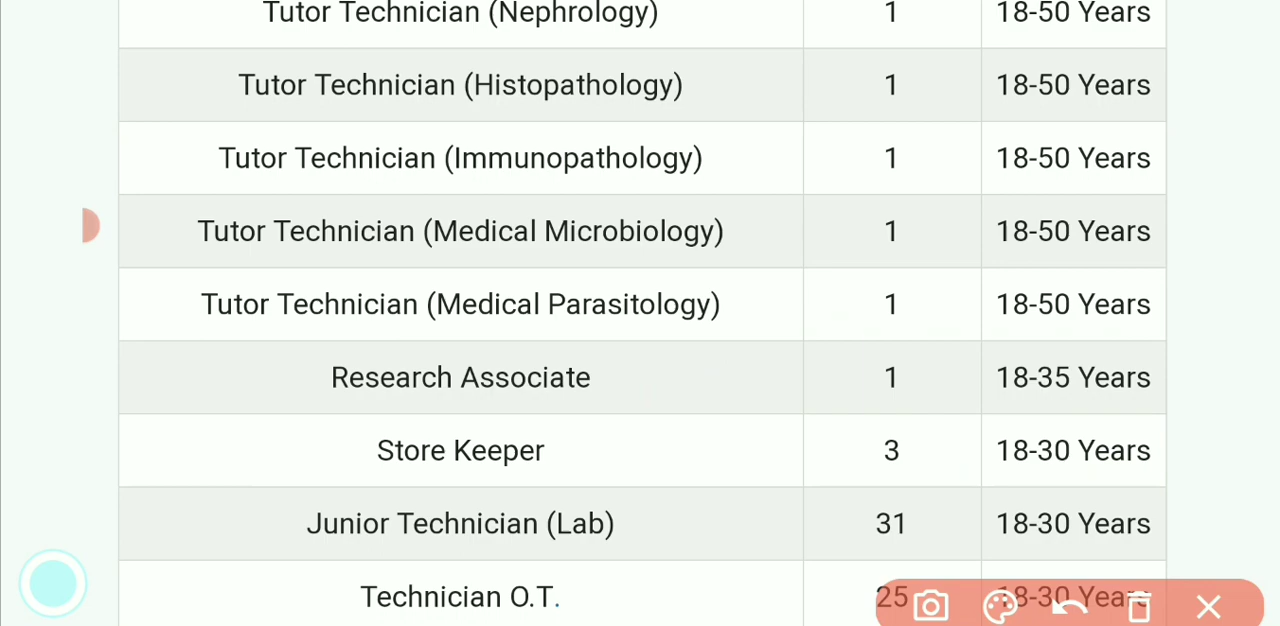 Tutor Technician (Nephrology) 1 18-50 Years
Tutor Technician (Histopathology) 1 18-50 Years
Tutor Technician (Immunopathology) 1 18-50 Years
Tutor Technician (Medical Microbiology) 1 18-50 Years
Tutor Technician (Medical Parasitology) 1 18-50 Years
Research Associate 1 18-35 Years
Store Keeper 3 18-30 Years
Junior Technician (Lab) 31 18-30 Years
Technician O.T. 25 18-30 Years